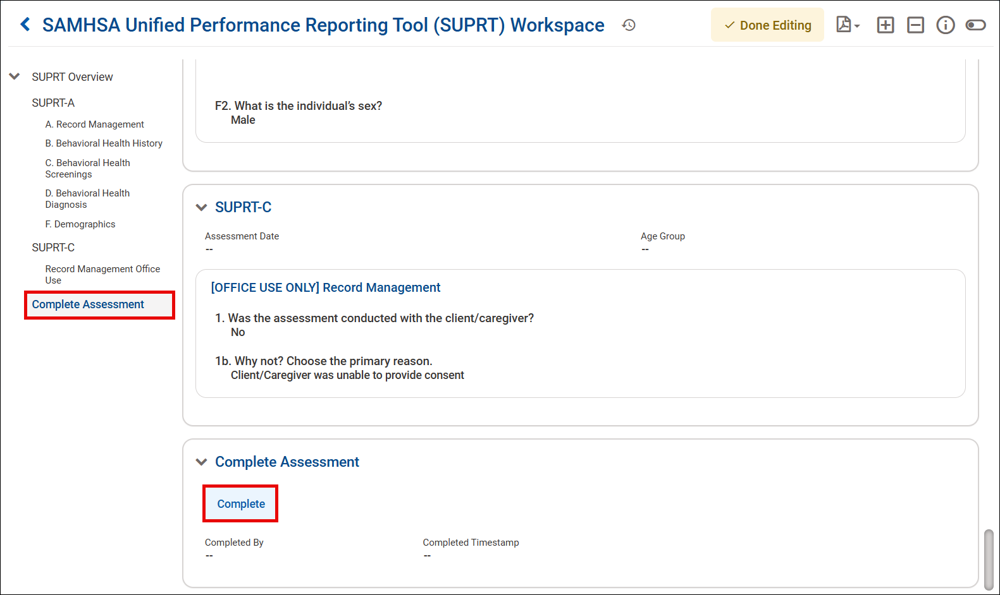 SAMHSA Unified Performance Reporting Tool (SUPRT) Workspace
Done Editing
SUPRT Overview
SUPRT-A
A. Record Management
B. Behavioral Health History
C. Behavioral Health
Screenings
D. Behavioral Health
Diagnosis
F. Demographics
SUPRT-C
Record Management Office
Use
Complete Assessment
F2. What is the individual’s sex?
Male
SUPRT-C
Assessment Date
--
Age Group
--
[OFFICE USE ONLY] Record Management
1. Was the assessment conducted with the client/caregiver?
No
1b. Why not? Choose the primary reason.
Client/Caregiver was unable to provide consent
Complete Assessment
Complete
Completed By
--
Completed Timestamp
--